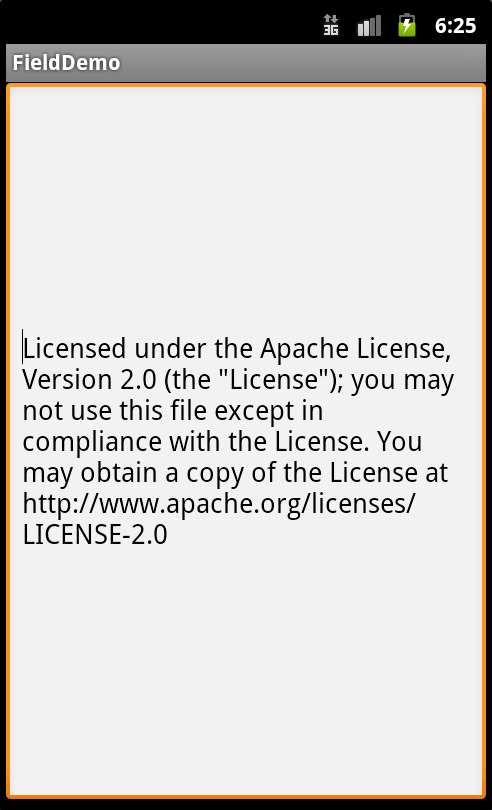 3G 6:25
FieldDemo
Licensed under the Apache License,
Version 2.0 (the "License"); you may
not use this file except in
compliance with the License. You
may obtain a copy of the License at
http://www.apache.org/licenses/
LICENSE-2.0